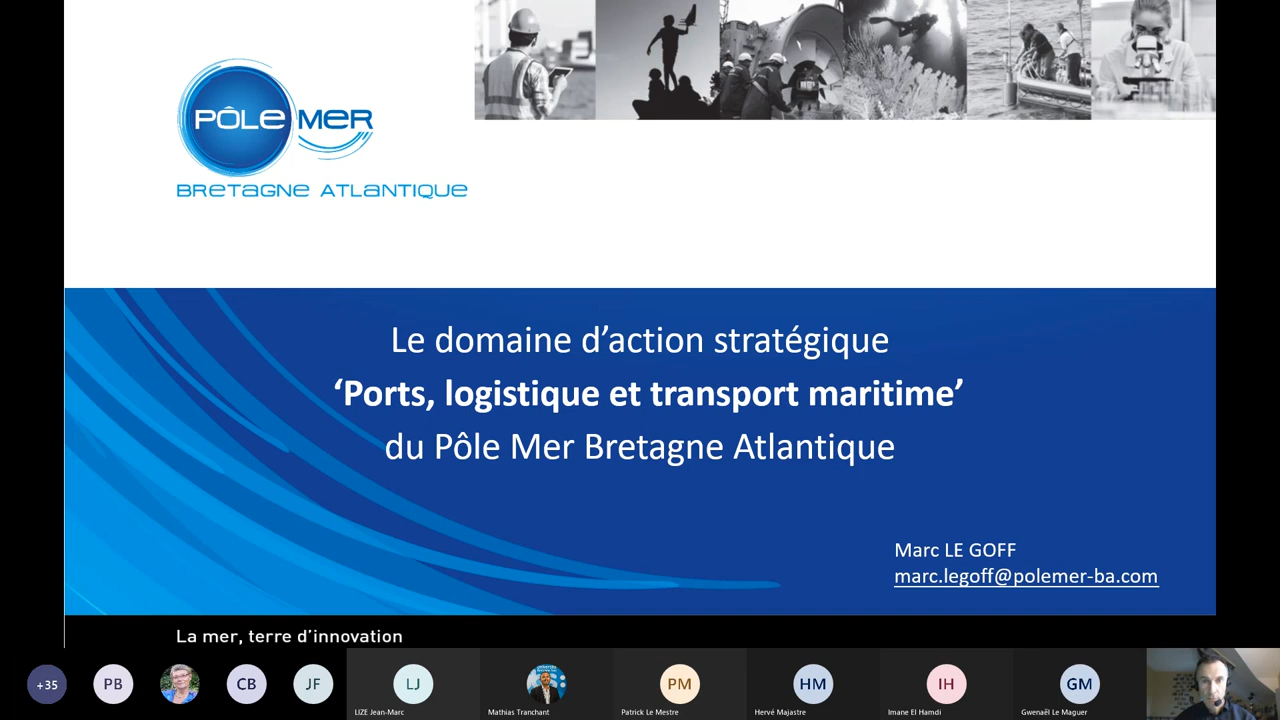 PÔLE MER
BRETAGNE ATLANTIQUE
Le domaine d’action stratégique
‘Ports, logistique et transport maritime’
du Pôle Mer Bretagne Atlantique
Marc LE GOFF
marc.legoff@polemer-ba.com
La mer, terre d’innovation
+35 PB CB JF LJ PM HM IH GM
LIZE Jean-Marc Mathias Tranchant Patrick Le Mestre Hervé Majastre Imane El Hamdi Gwenaël Le Maguer